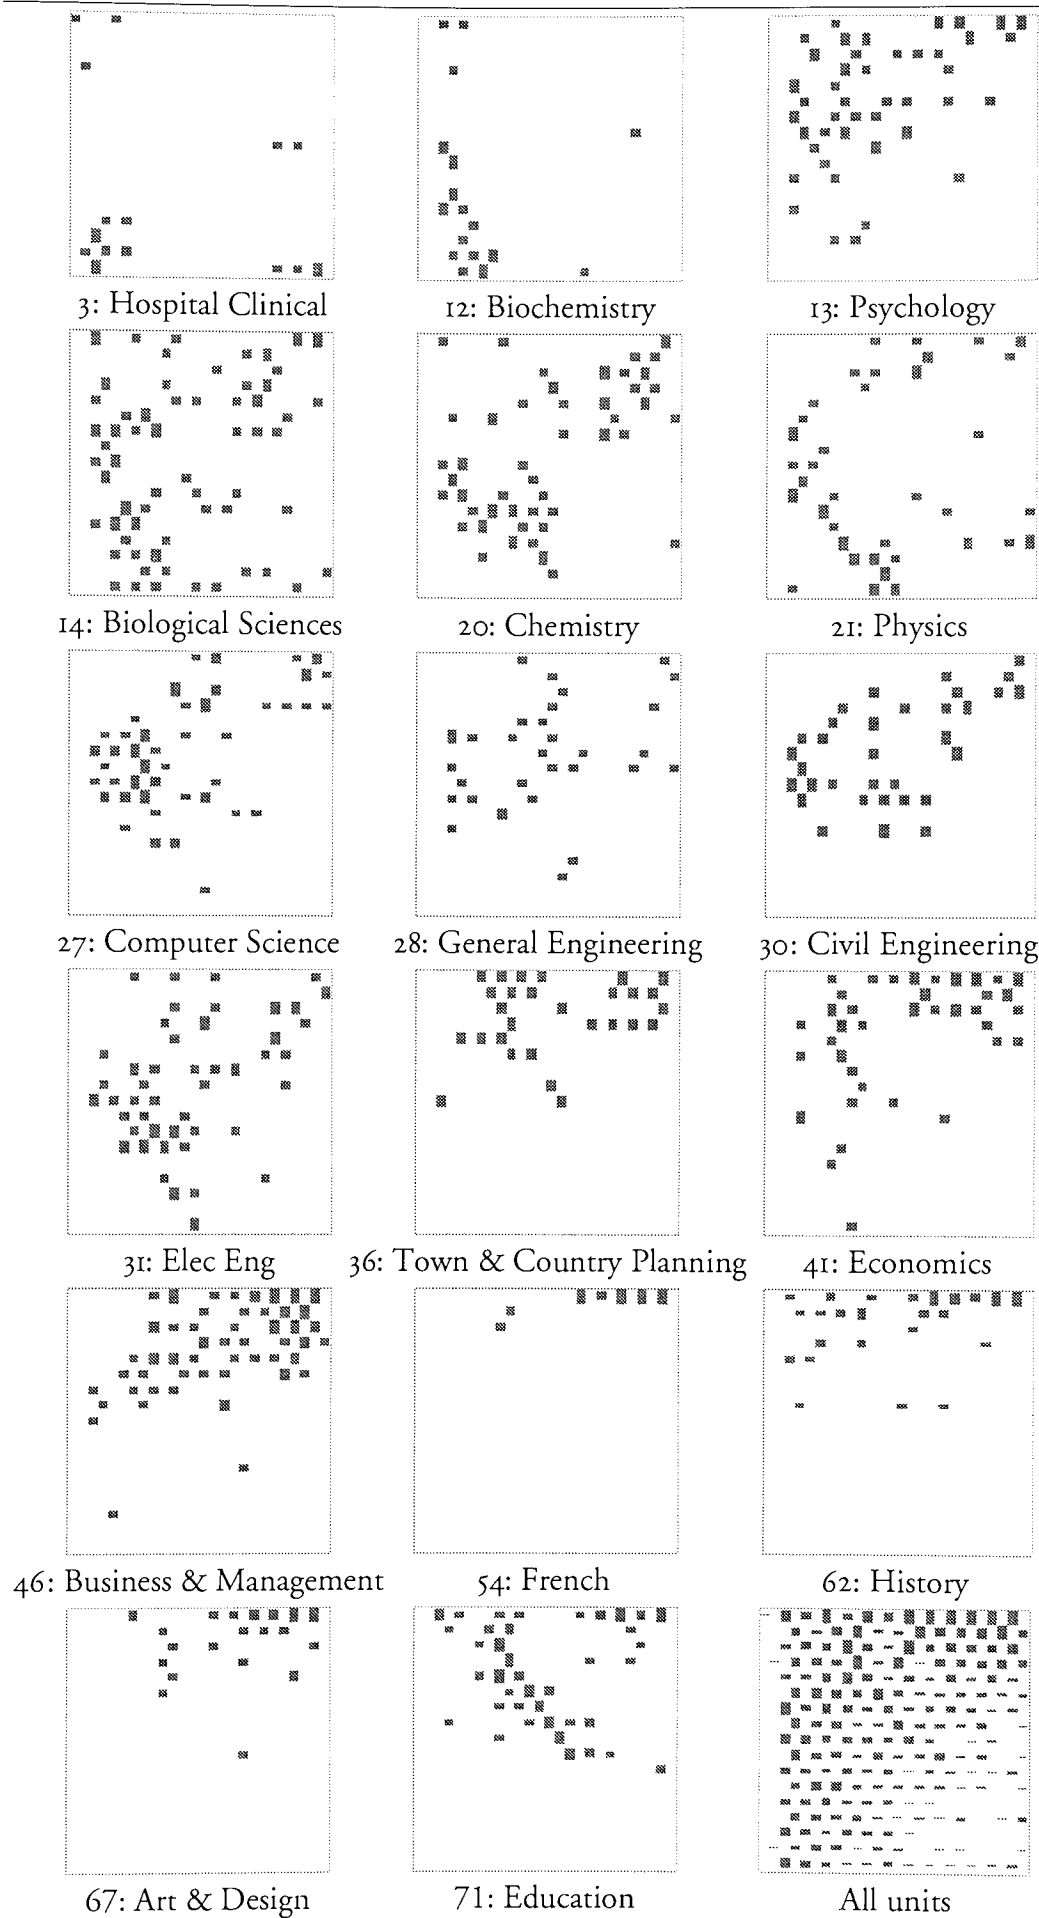 3: Hospital Clinical
12: Biochemistry
13: Psychology
14: Biological Sciences
20: Chemistry
21: Physics
27: Computer Science
28: General Engineering
30: Civil Engineering
31: Elec Eng
36: Town & Country Planning
41: Economics
46: Business & Management
54: French
62: History
67: Art & Design
71: Education
All units